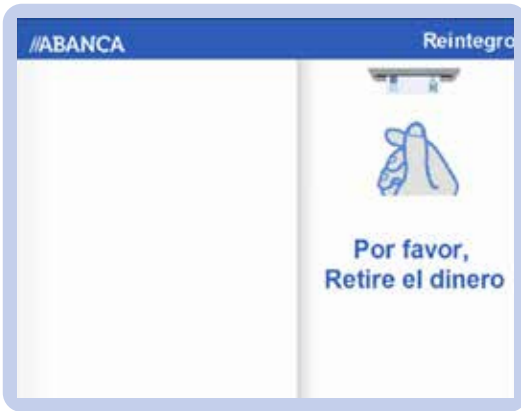 //ABANCA
Reintegro
Por favor,
Retire el dinero